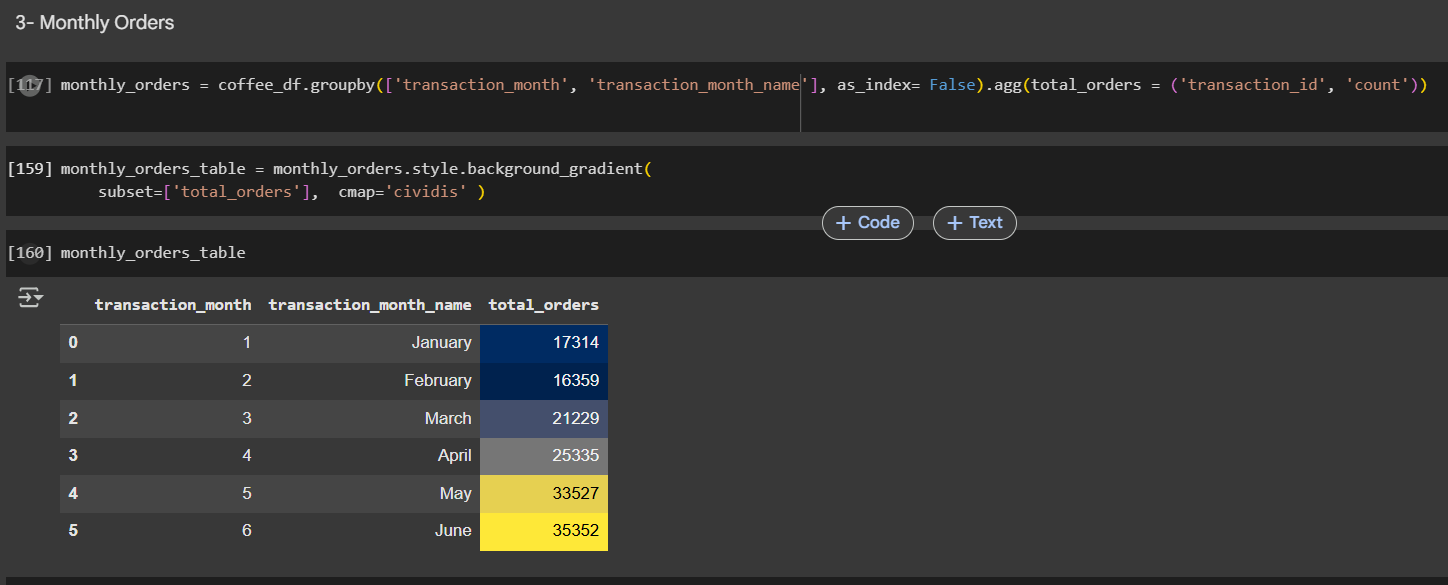 3- Monthly Orders
[117] monthly_orders = coffee_df.groupby(['transaction_month', 'transaction_month_name'], as_index= False).agg(total_orders = ('transaction_id', 'count'))
[159] monthly_orders_table = monthly_orders.style.background_gradient(
subset=['total_orders'],  cmap='cividis' )
+ Code + Text
[160] monthly_orders_table
transaction_month transaction_month_name total_orders
0 1 January 17314
1 2 February 16359
2 3 March 21229
3 4 April 25335
4 5 May 33527
5 6 June 35352